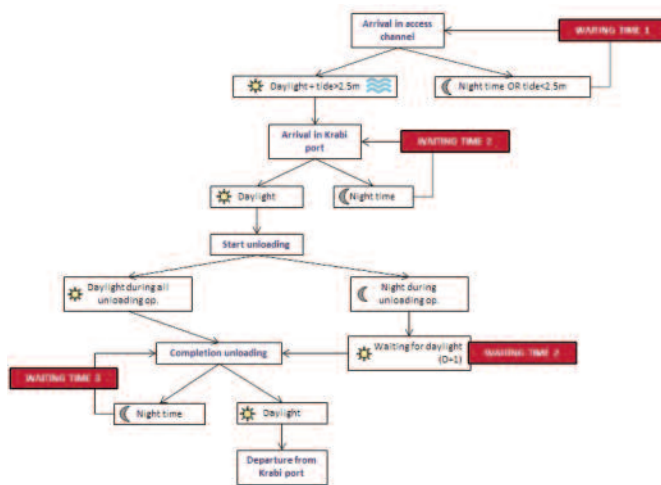 Arrival in access
channel
WAITING TIME 1
Daylight + tide>2.5m
Night time OR tide<2.5m
Arrival in Krabi
port
WAITING TIME 2
Daylight
Night time
Start unloading
Daylight during all
unloading op.
Night during
unloading op.
Completion unloading
Waiting for daylight
(D+1)
WAITING TIME 2
WAITING TIME 3
Night time
Daylight
Departure from
Krabi port